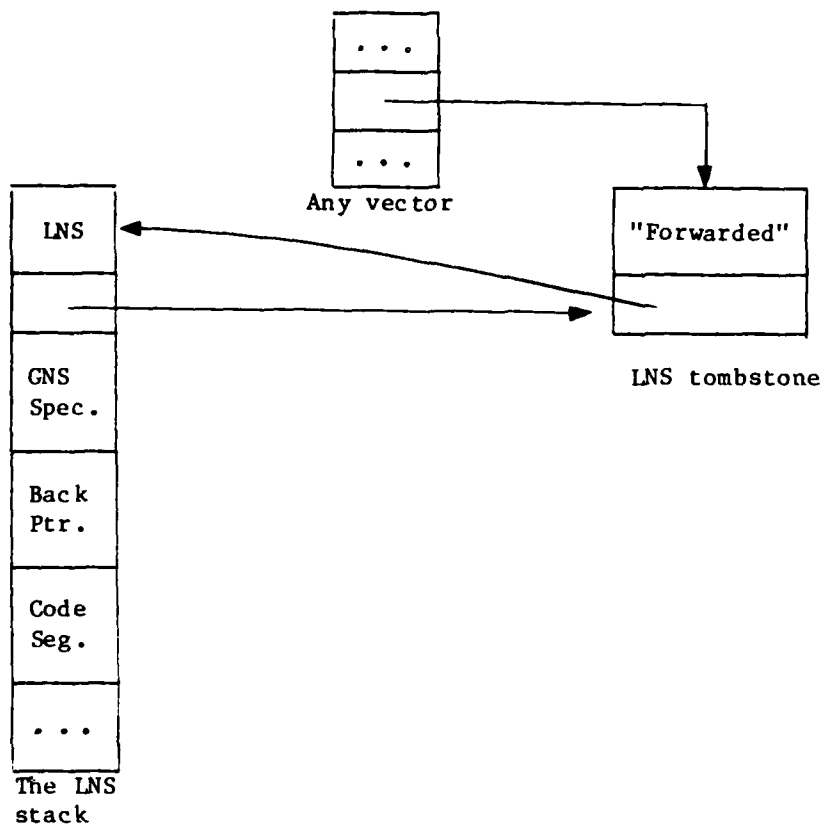 ...
...
Any vector
LNS
"Forwarded"
LNS tombstone
GNS
Spec.
Back
Ptr.
Code
Seg.
...
The LNS
stack